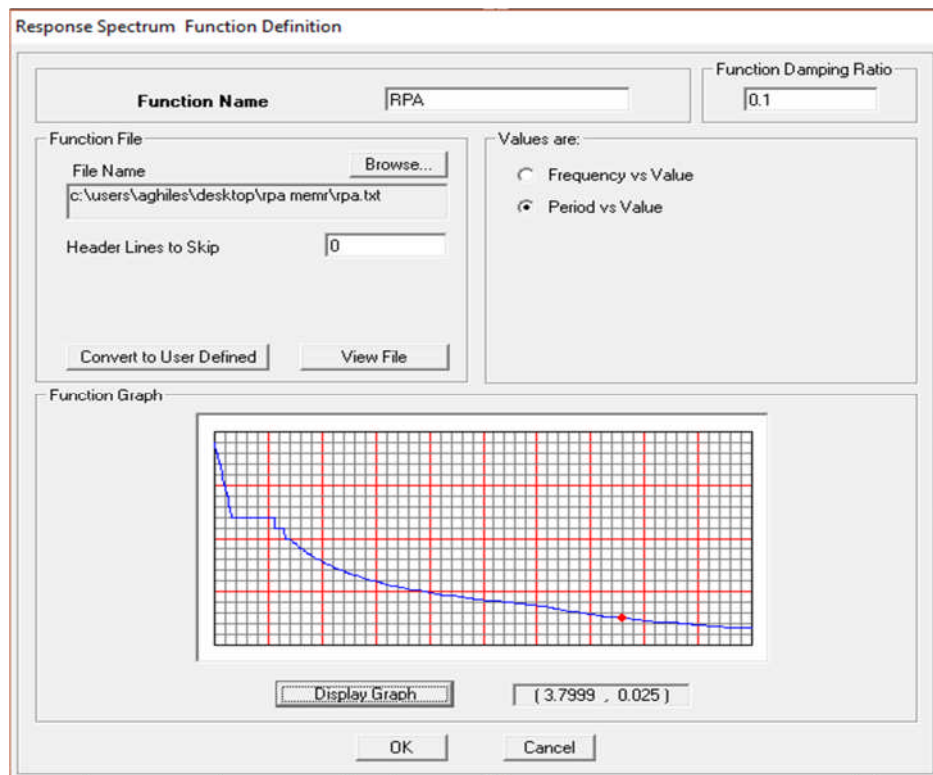 Response Spectrum Function Definition
Function Name
RPA
Function Damping Ratio
0.1
Function File
File Name
Browse...
c:\users\aghiles\desktop\rpa memr\rpa.txt
Header Lines to Skip
0
Convert to User Defined
View File
Values are:
Frequency vs Value
Period vs Value
Function Graph
Display Graph
( 3.7999 , 0.025 )
OK
Cancel